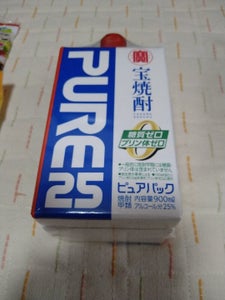 寶
宝焼酎
PURE25
糖質ゼロ
プリン体ゼロ
ピュアパック
焼酎 甲類
内容量900ml
アルコール分25%